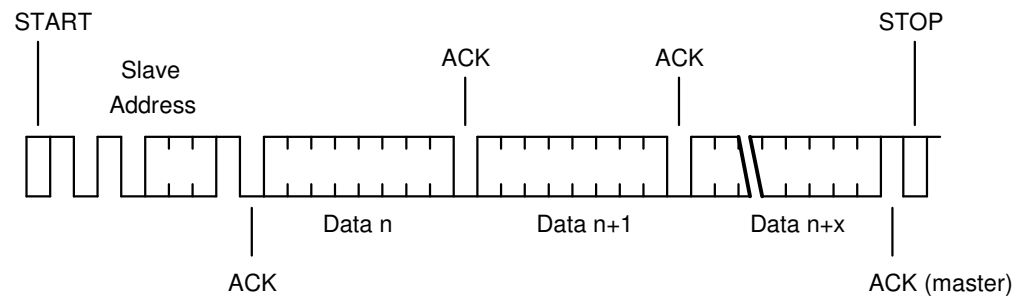 START
STOP
Slave
Address
ACK
ACK
Data n
Data n+1
Data n+x
ACK
ACK (master)